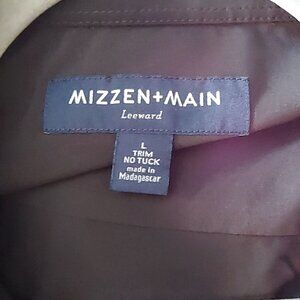 MIZZEN+MAIN
Leeward
L
TRIM
NO TUCK
made in
Madagascar